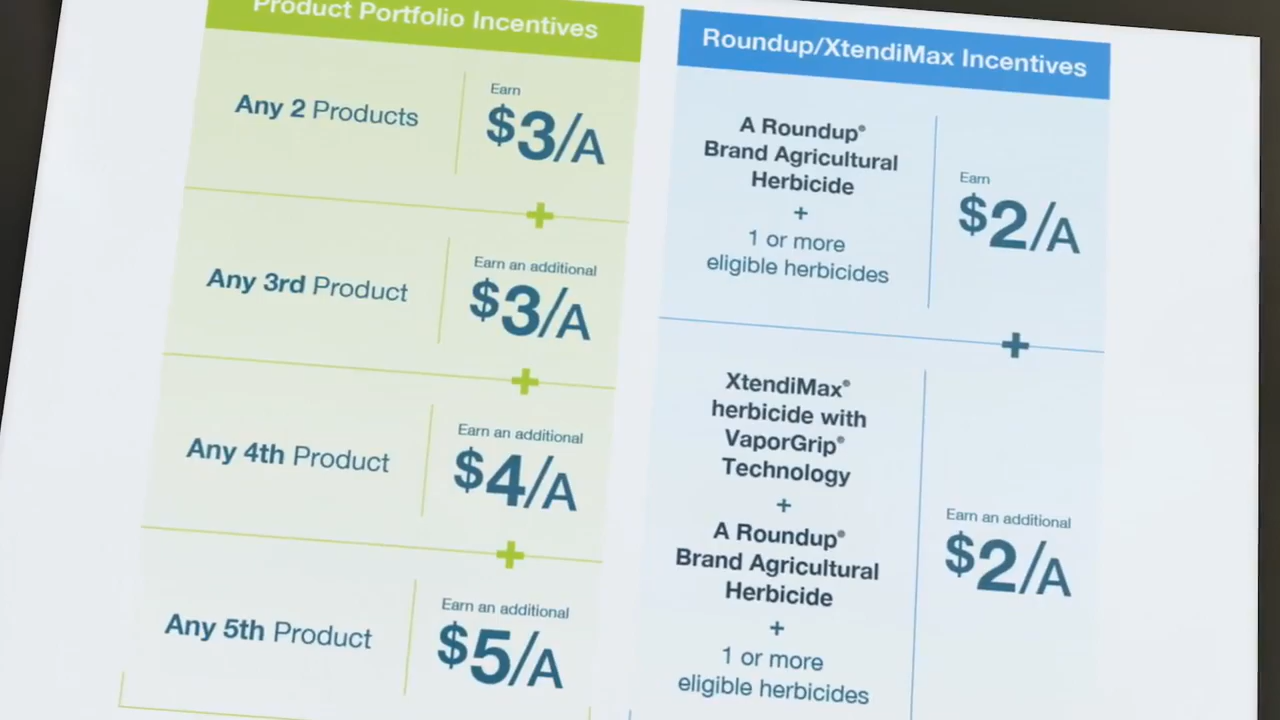 Product Portfolio Incentives
Any 2 Products
Earn
$3/A
+
Any 3rd Product
Earn an additional
$3/A
+
Any 4th Product
Earn an additional
$4/A
+
Any 5th Product
Earn an additional
$5/A
Roundup/XtendiMax Incentives
A Roundup®
Brand Agricultural
Herbicide
+
1 or more
eligible herbicides
Earn
$2/A
+
XtendiMax®
herbicide with
VaporGrip®
Technology
+
A Roundup®
Brand Agricultural
Herbicide
+
1 or more
eligible herbicides
Earn an additional
$2/A